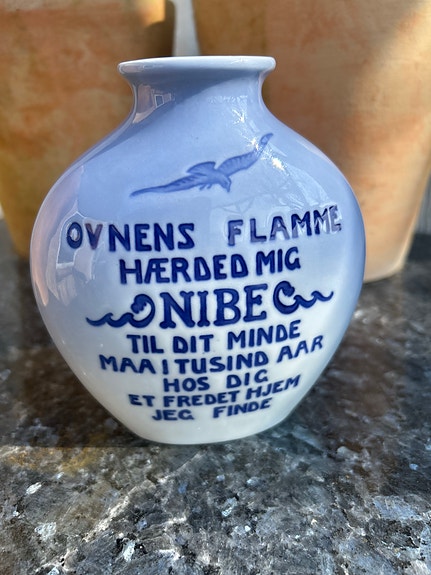 OVNENS FLAMME
HÆRDED MIG
NIBE
TIL DIT MINDE
MAA I TUSIND AAR
HOS DIG
ET FREDET HJEM
JEG FINDE